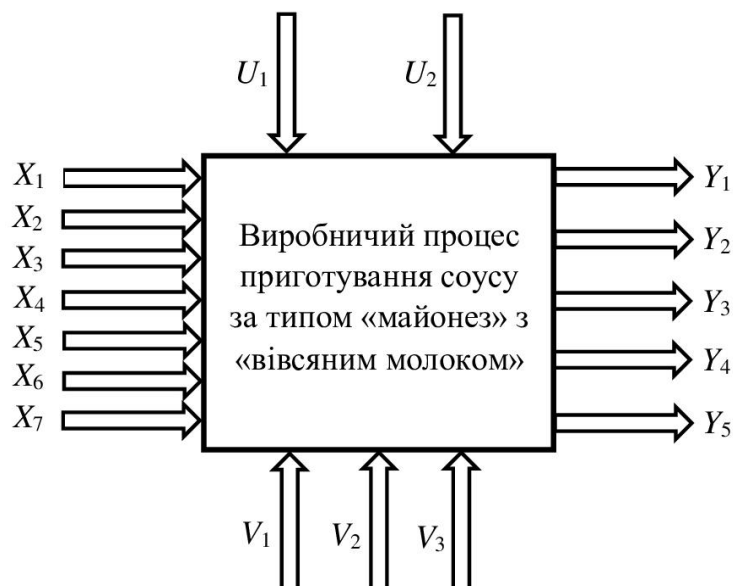 U1
U2
X1
X2
X3
X4
X5
X6
X7
Виробничий процес
приготування соусу
за типом «майонез» з
«вівсяним молоком»
Y1
Y2
Y3
Y4
Y5
V1
V2
V3